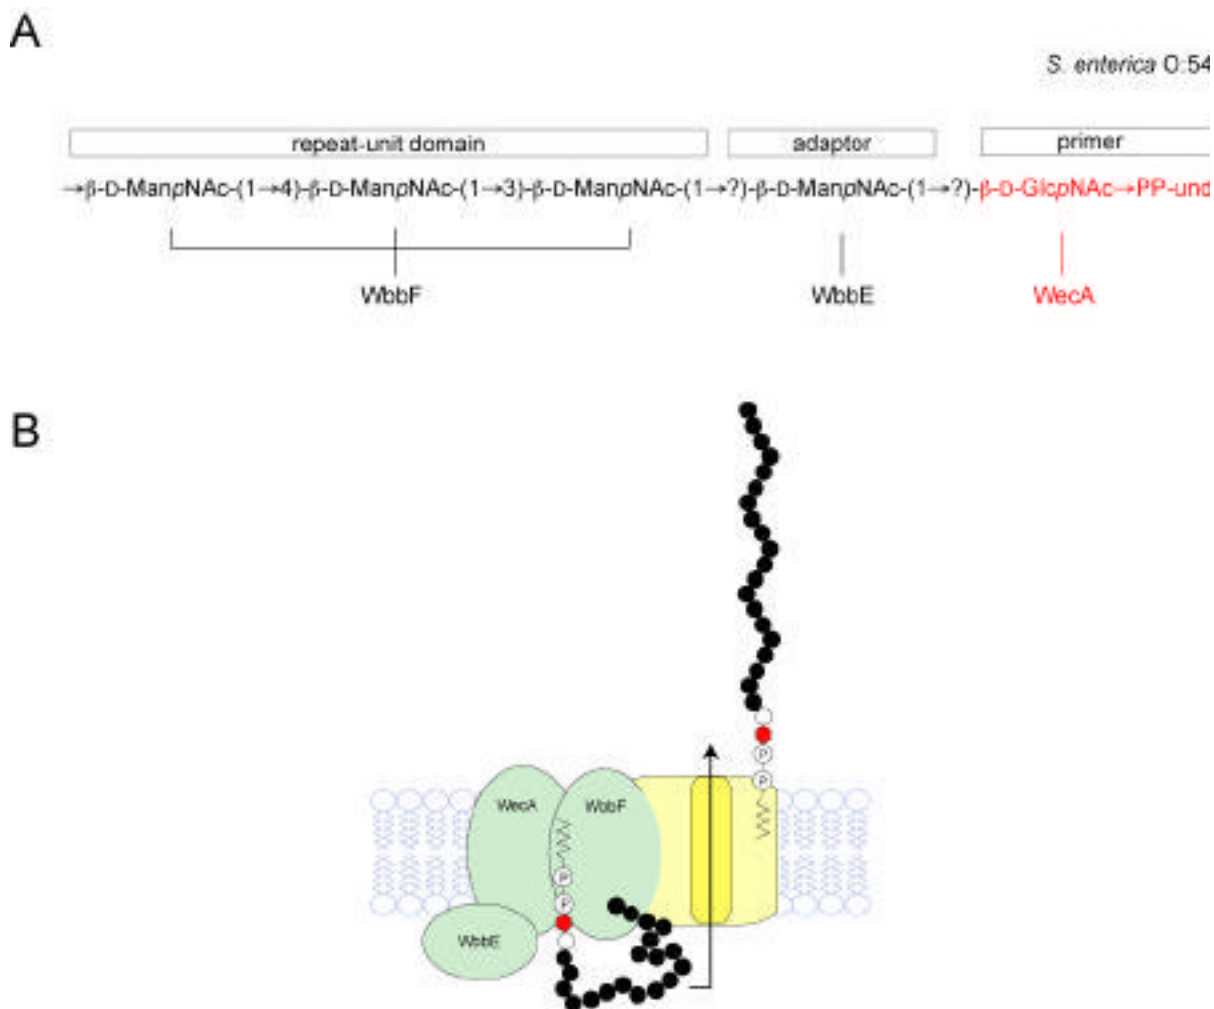 A
S. enterica O:54
repeat-unit domain adaptor primer
→β-D-ManpNAc-(1→4)-β-D-ManpNAc-(1→3)-β-D-ManpNAc-(1→?)-β-D-ManpNAc-(1→?)-β-D-GlcpNAc→PP-und
WbbF WbbE WecA
B
P
P
WecA WbbF
P
P
WbbE